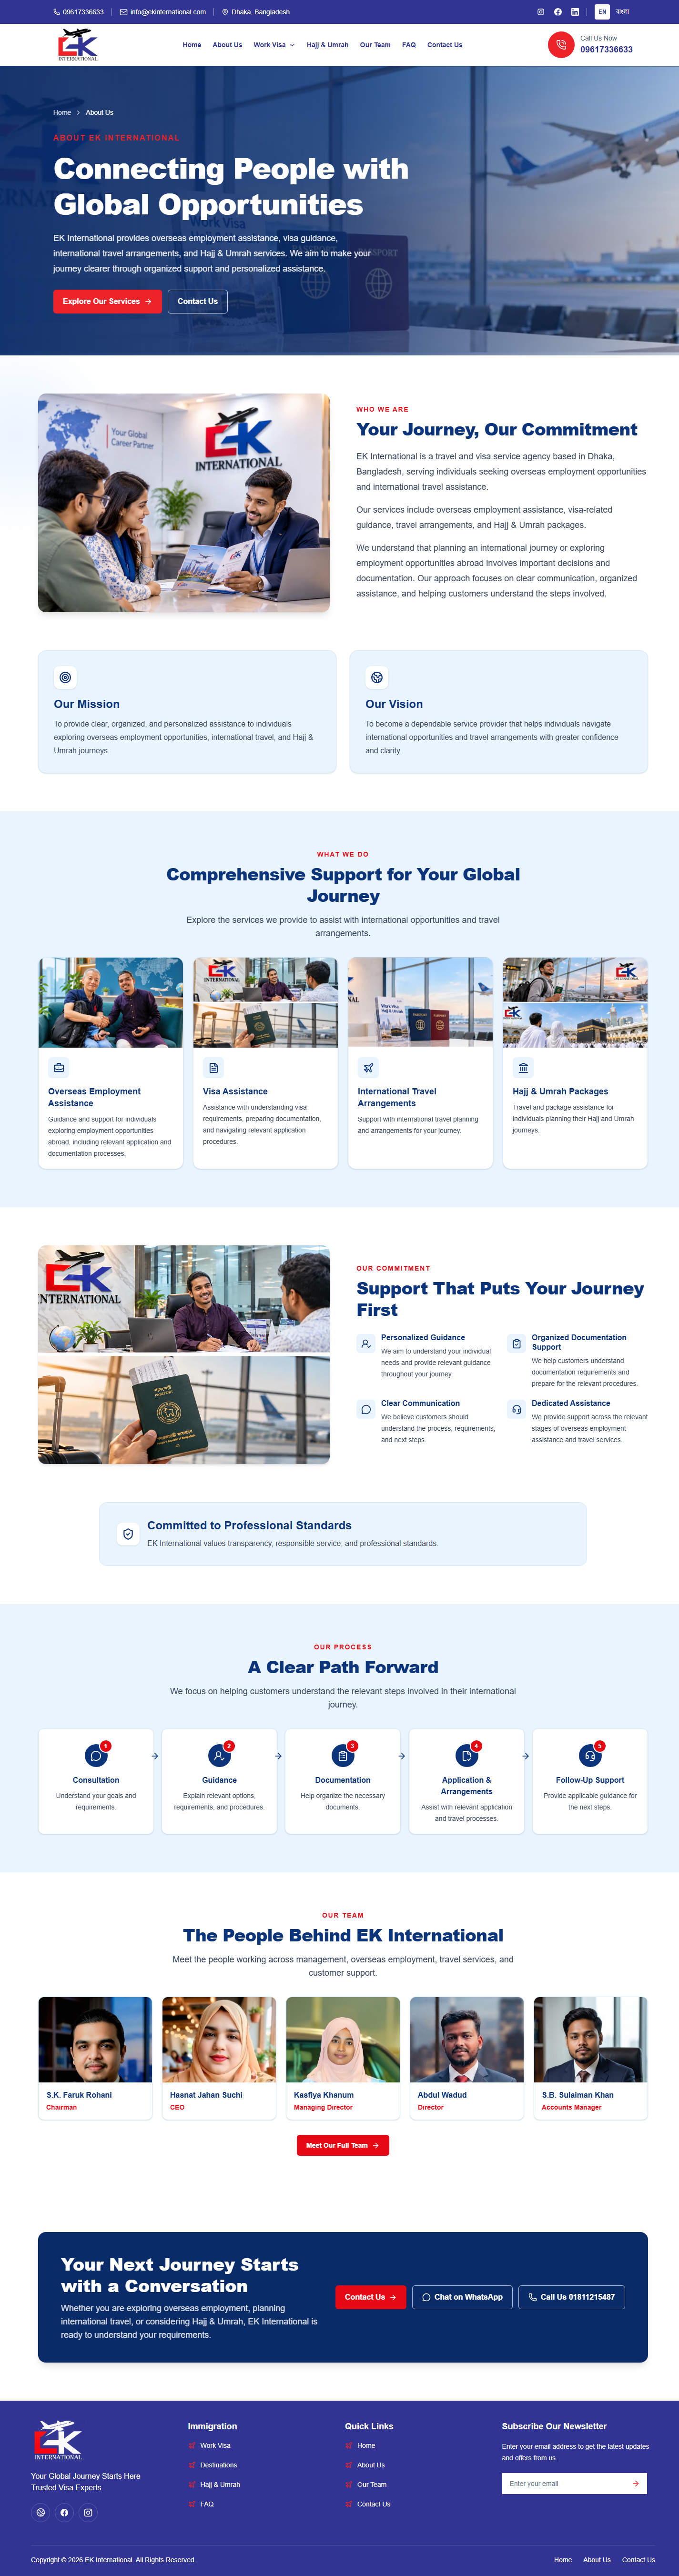 09617336633
info@ekinternational.com
Dhaka, Bangladesh
EN
বাংলা
EK
INTERNATIONAL
Home
About Us
Work Visa
Hajj & Umrah
Our Team
FAQ
Contact Us
Call Us Now
09617336633
Home
About Us
ABOUT EK INTERNATIONAL
Connecting People with
Global Opportunities
EK International provides overseas employment assistance, visa guidance,
international travel arrangements, and Hajj & Umrah services. We aim to make your
journey clearer through organized support and personalized assistance.
Explore Our Services
Contact Us
Your Global
Career Partner
EK
INTERNATIONAL
WHO WE ARE
Your Journey, Our Commitment
EK International is a travel and visa service agency based in Dhaka,
Bangladesh, serving individuals seeking overseas employment opportunities
and international travel assistance.
Our services include overseas employment assistance, visa-related
guidance, travel arrangements, and Hajj & Umrah packages.
We understand that planning an international journey or exploring
employment opportunities abroad involves important decisions and
documentation. Our approach focuses on clear communication, organized
assistance, and helping customers understand the steps involved.
Our Mission
To provide clear, organized, and personalized assistance to individuals
exploring overseas employment opportunities, international travel, and Hajj &
Umrah journeys.
Our Vision
To become a dependable service provider that helps individuals navigate
international opportunities and travel arrangements with greater confidence
and clarity.
WHAT WE DO
Comprehensive Support for Your Global
Journey
Explore the services we provide to assist with international opportunities and travel
arrangements.
Overseas Employment
Assistance
Guidance and support for individuals
exploring employment opportunities
abroad, including relevant application and
documentation processes.
Visa Assistance
Assistance with understanding visa
requirements, preparing documentation,
and navigating relevant application
procedures.
International Travel
Arrangements
Support with international travel planning
and arrangements for your journey.
Hajj & Umrah Packages
Travel and package assistance for
individuals planning their Hajj and Umrah
journeys.
EK
INTERNATIONAL
OUR COMMITMENT
Support That Puts Your Journey
First
Personalized Guidance
We aim to understand your individual
needs and provide relevant guidance
throughout your journey.
Organized Documentation
Support
We help customers understand
documentation requirements and
prepare for the relevant procedures.
Clear Communication
We believe customers should
understand the process, requirements,
and next steps.
Dedicated Assistance
We provide support across the relevant
stages of overseas employment
assistance and travel services.
Committed to Professional Standards
EK International values transparency, responsible service, and professional standards.
OUR PROCESS
A Clear Path Forward
We focus on helping customers understand the relevant steps involved in their international
journey.
1
Consultation
Understand your goals and
requirements.
2
Guidance
Explain relevant options,
requirements, and procedures.
3
Documentation
Help organize the necessary
documents.
4
Application &
Arrangements
Assist with relevant application
and travel processes.
5
Follow-Up Support
Provide applicable guidance for
the next steps.
OUR TEAM
The People Behind EK International
Meet the people working across management, overseas employment, travel services, and
customer support.
S.K. Faruk Rohani
Chairman
Hasnat Jahan Suchi
CEO
Kasfiya Khanum
Managing Director
Abdul Wadud
Director
S.B. Sulaiman Khan
Accounts Manager
Meet Our Full Team
Your Next Journey Starts
with a Conversation
Whether you are exploring overseas employment, planning
international travel, or considering Hajj & Umrah, EK International is
ready to understand your requirements.
Contact Us
Chat on WhatsApp
Call Us 01811215487
EK
INTERNATIONAL
Your Global Journey Starts Here
Trusted Visa Experts
Immigration
Work Visa
Destinations
Hajj & Umrah
FAQ
Quick Links
Home
About Us
Our Team
Contact Us
Subscribe Our Newsletter
Enter your email address to get the latest updates
and offers from us.
Enter your email
Copyright © 2026 EK International. All Rights Reserved.
Home
About Us
Contact Us